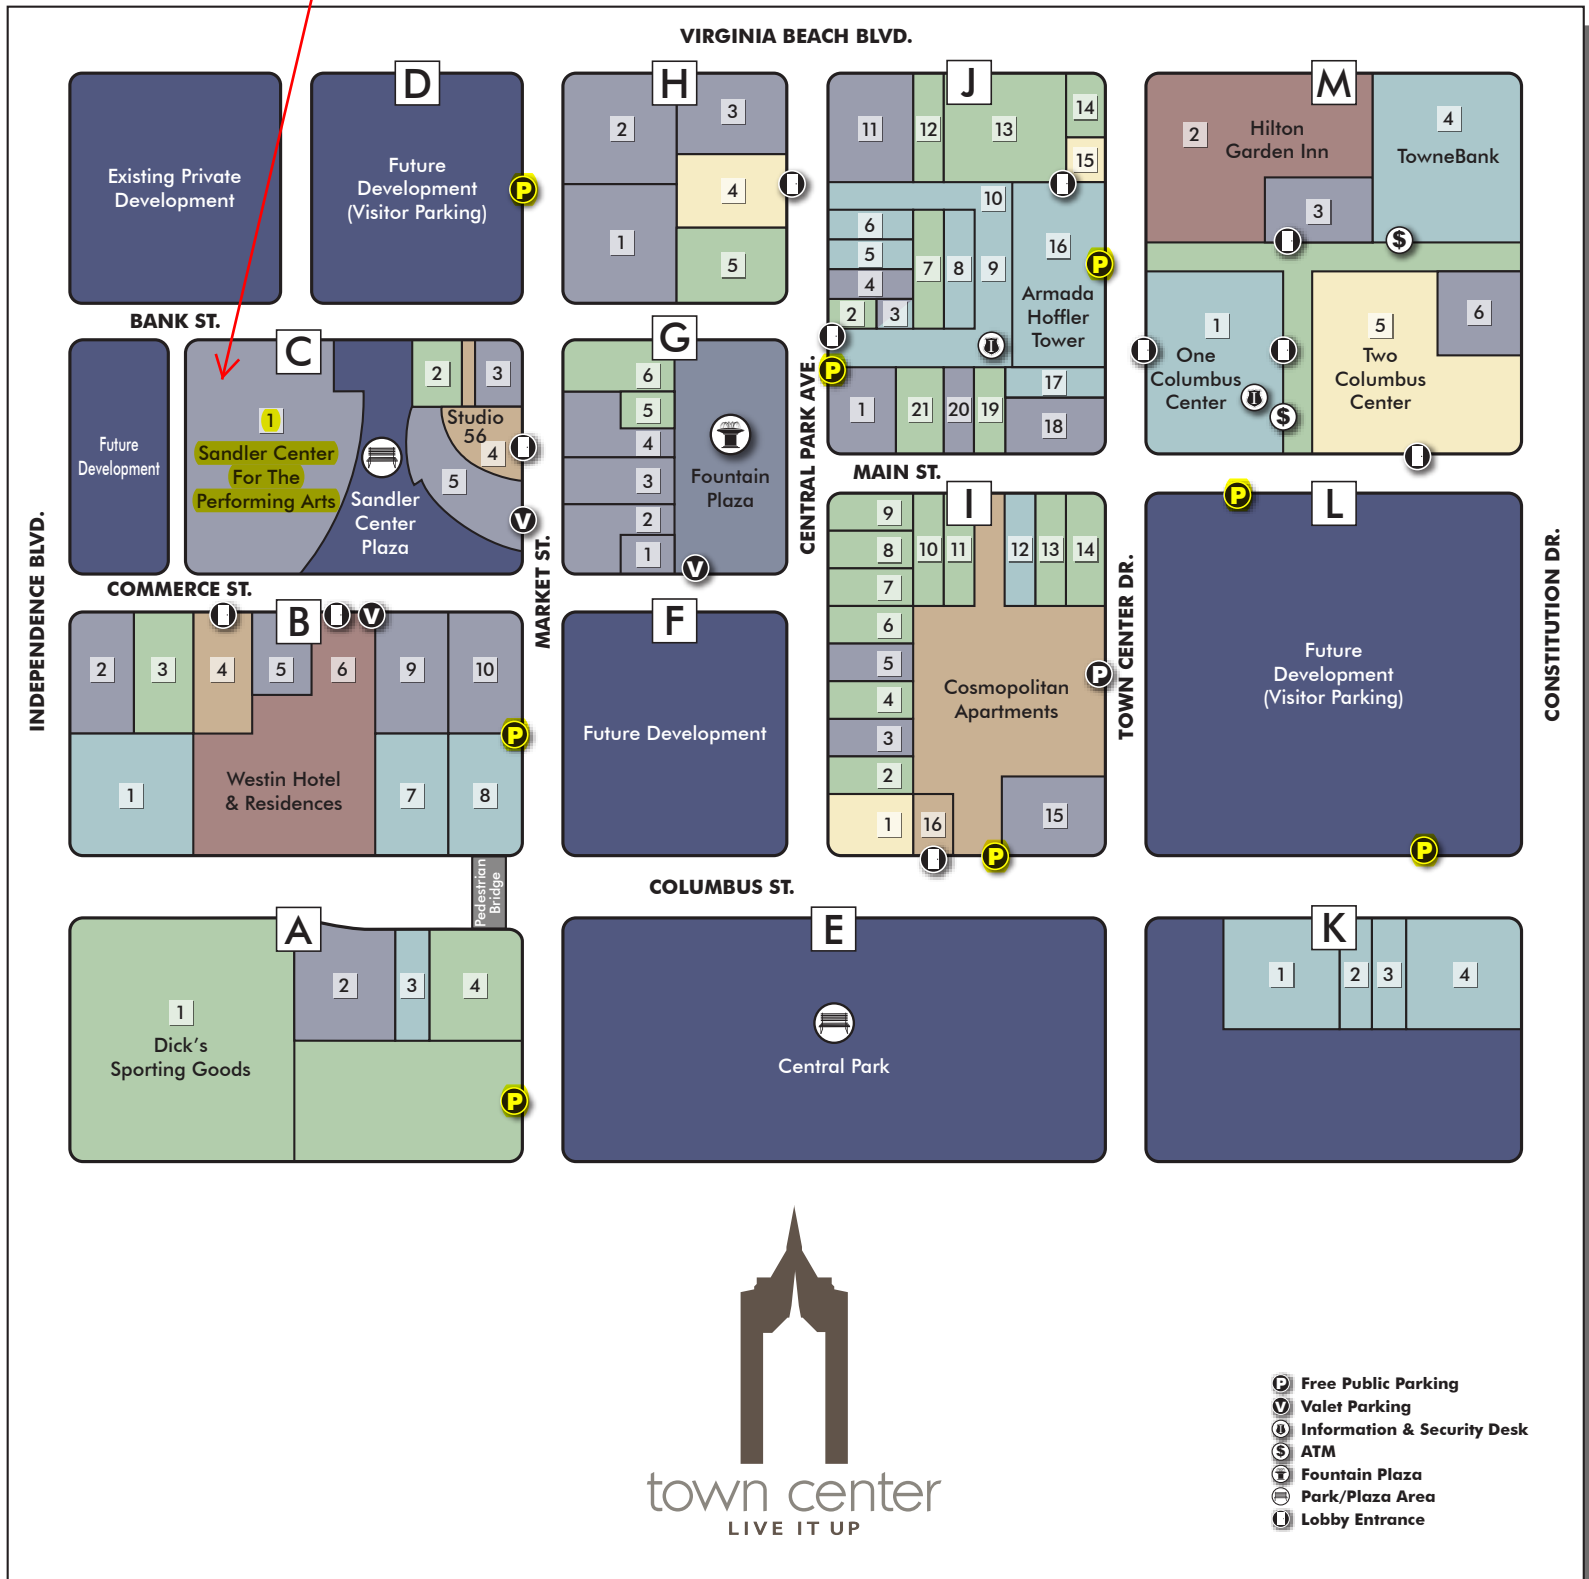 VIRGINIA BEACH BLVD.
Existing Private
Development
D
Future
Development
(Visitor Parking)
P
H
2
3
4
1
5
J
11
12
13
14
15
10
6
5
4
2
3
7
8
9
16
Armada
Hoffler
Tower
P
P
1
21
20
19
17
18
M
2
Hilton
Garden Inn
3
4
TowneBank
$
1
One
Columbus
Center
$
5
Two
Columbus
Center
6
BANK ST.
Future
Development
C
1
Sandler Center
For The
Performing Arts
Sandler
Center
Plaza
2
3
Studio
56
4
5
V
G
6
5
4
3
2
1
Fountain
Plaza
V
CENTRAL PARK AVE.
MAIN ST.
INDEPENDENCE BLVD.
COMMERCE ST.
MARKET ST.
B
V
2
3
4
5
6
9
10
P
1
Westin Hotel
& Residences
7
8
F
Future Development
I
9
8
7
6
5
4
3
2
1
10
11
12
13
14
P
Cosmopolitan
Apartments
15
16
P
TOWN CENTER DR.
L
P
Future
Development
(Visitor Parking)
P
CONSTITUTION DR.
Pedestrian
Bridge
COLUMBUS ST.
A
1
Dick's
Sporting Goods
2
3
4
P
E
Central Park
K
1
2
3
4
town center
LIVE IT UP
P Free Public Parking
V Valet Parking
Information & Security Desk
$ ATM
Fountain Plaza
Park/Plaza Area
Lobby Entrance